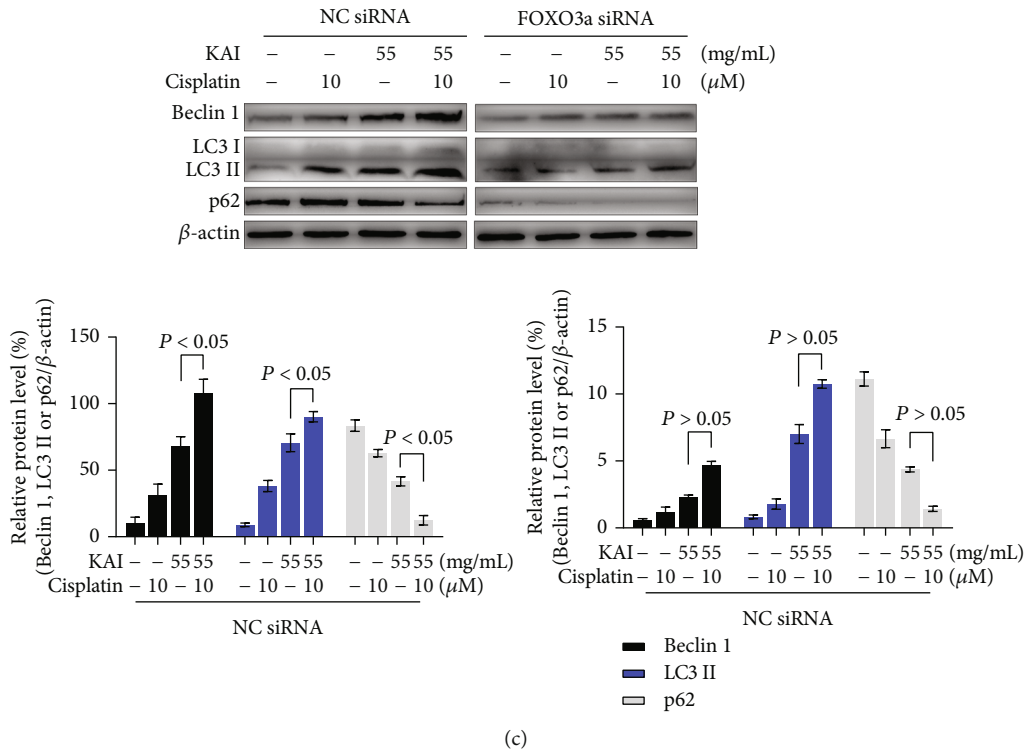 NC siRNA FOXO3a siRNA
KAI – – 55 55 – – 55 55 (mg/mL)
Cisplatin – 10 – 10 – 10 – 10 (μM)
Beclin 1
LC3 I
LC3 II
p62
β-actin
Relative protein level (%)
(Beclin 1, LC3 II or p62/β-actin)
150
100
50
0
P < 0.05
P < 0.05
P < 0.05
KAI – – 55 55 – – 55 55 – – 55 55 (mg/mL)
Cisplatin – 10 – 10 – 10 – 10 – 10 – 10 (μM)
NC siRNA
Relative protein level (%)
(Beclin 1, LC3 II or p62/β-actin)
15
10
5
0
P > 0.05
P > 0.05
P > 0.05
KAI – – 55 55 – – 55 55 – – 55 55 (mg/mL)
Cisplatin – 10 – 10 – 10 – 10 – 10 – 10 (μM)
NC siRNA
Beclin 1
LC3 II
p62
(c)